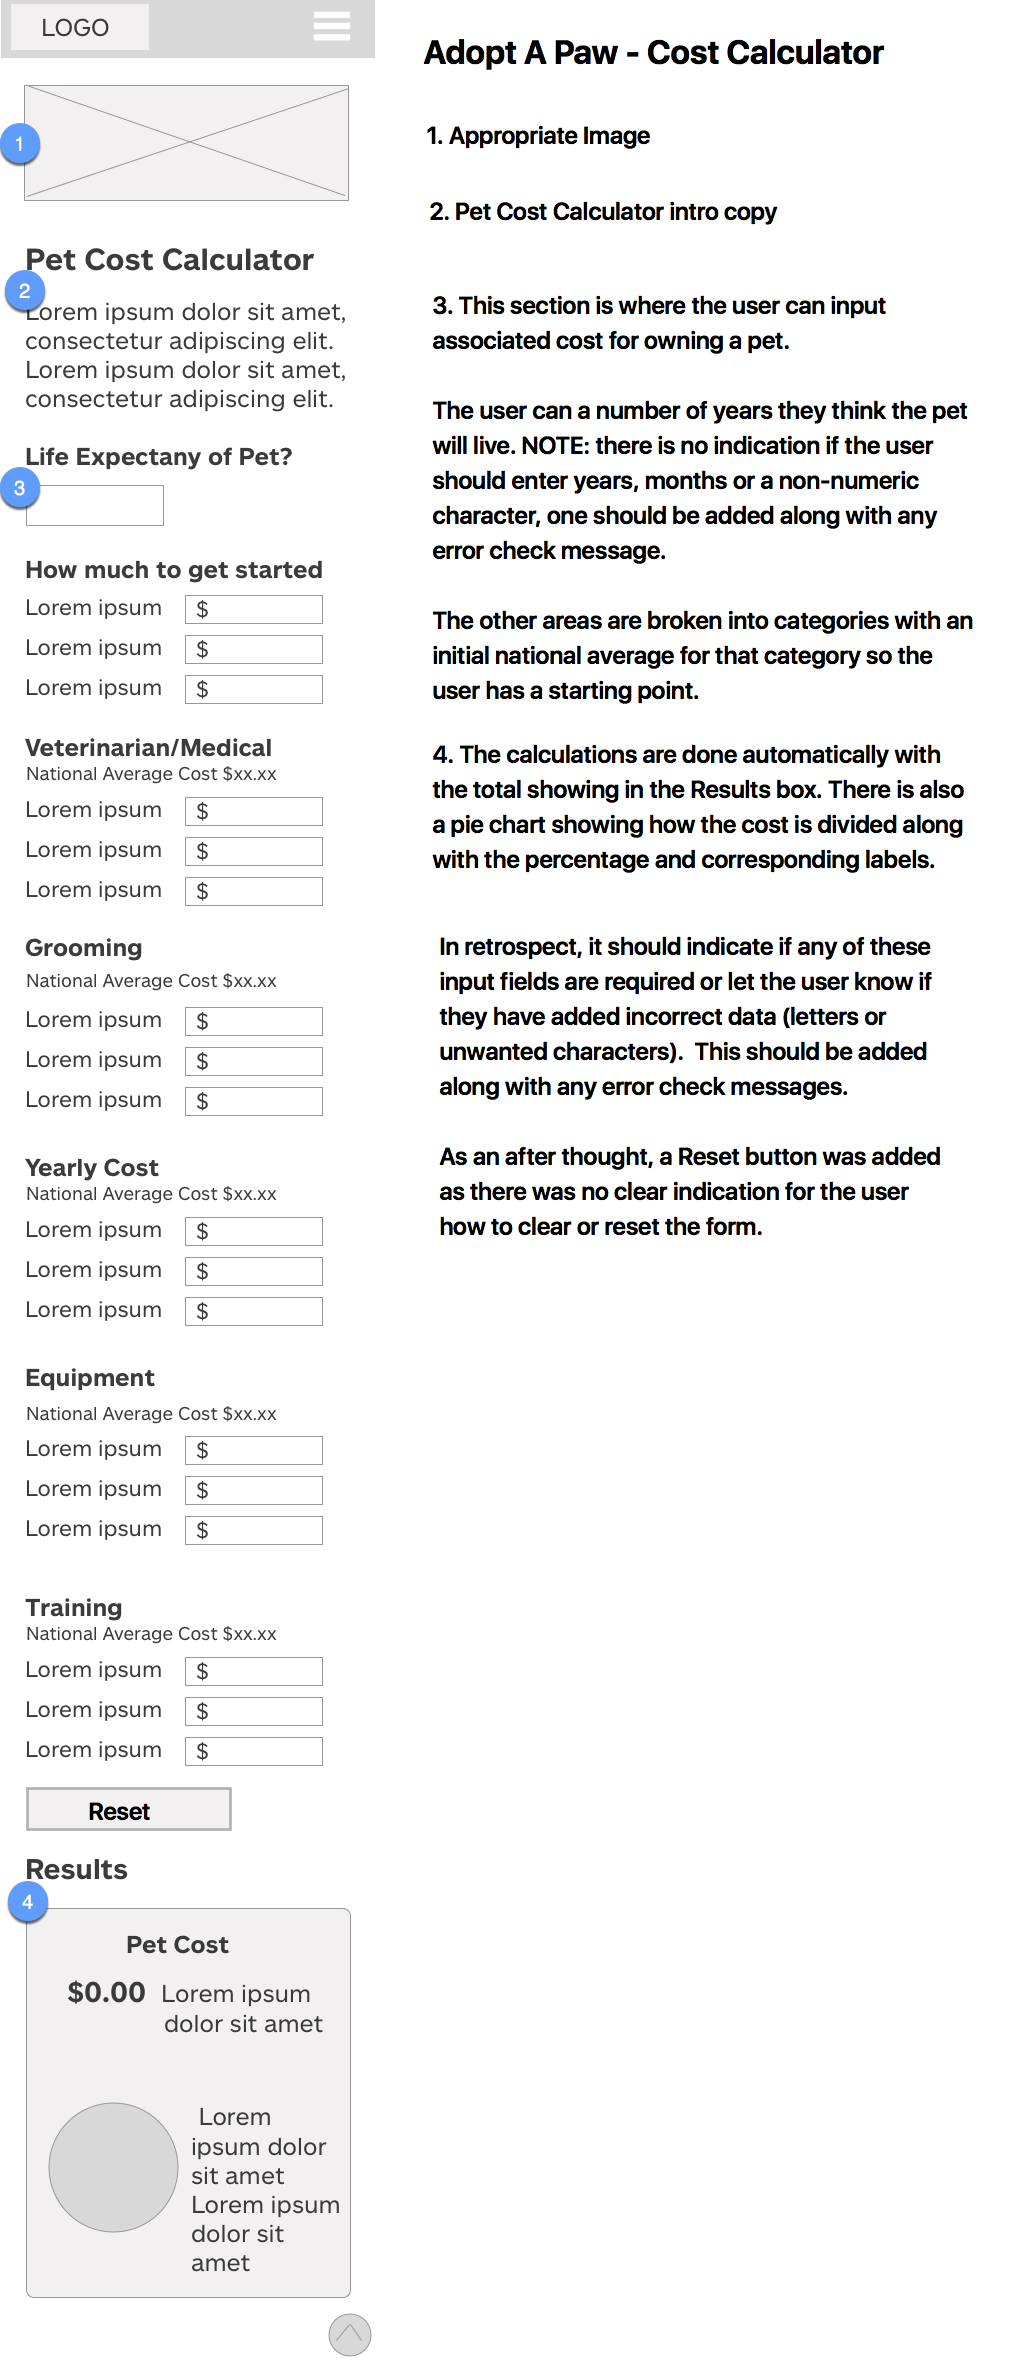 LOGO
1
Pet Cost Calculator
2
Lorem ipsum dolor sit amet,
consectetur adipiscing elit.
Lorem ipsum dolor sit amet,
consectetur adipiscing elit.
Life Expectany of Pet?
3
How much to get started
Lorem ipsum $
Lorem ipsum $
Lorem ipsum $
Veterinarian/Medical
National Average Cost $xx.xx
Lorem ipsum $
Lorem ipsum $
Lorem ipsum $
Grooming
National Average Cost $xx.xx
Lorem ipsum $
Lorem ipsum $
Lorem ipsum $
Yearly Cost
National Average Cost $xx.xx
Lorem ipsum $
Lorem ipsum $
Lorem ipsum $
Equipment
National Average Cost $xx.xx
Lorem ipsum $
Lorem ipsum $
Lorem ipsum $
Training
National Average Cost $xx.xx
Lorem ipsum $
Lorem ipsum $
Lorem ipsum $
Reset
Results
4
Pet Cost
$0.00 Lorem ipsum
dolor sit amet
Lorem
ipsum dolor
sit amet
Lorem ipsum
dolor sit
amet
Adopt A Paw - Cost Calculator
1. Appropriate Image
2. Pet Cost Calculator intro copy
3. This section is where the user can input
associated cost for owning a pet.
The user can a number of years they think the pet
will live. NOTE: there is no indication if the user
should enter years, months or a non-numeric
character, one should be added along with any
error check message.
The other areas are broken into categories with an
initial national average for that category so the
user has a starting point.
4. The calculations are done automatically with
the total showing in the Results box. There is also
a pie chart showing how the cost is divided along
with the percentage and corresponding labels.
In retrospect, it should indicate if any of these
input fields are required or let the user know if
they have added incorrect data (letters or
unwanted characters). This should be added
along with any error check messages.
As an after thought, a Reset button was added
as there was no clear indication for the user
how to clear or reset the form.